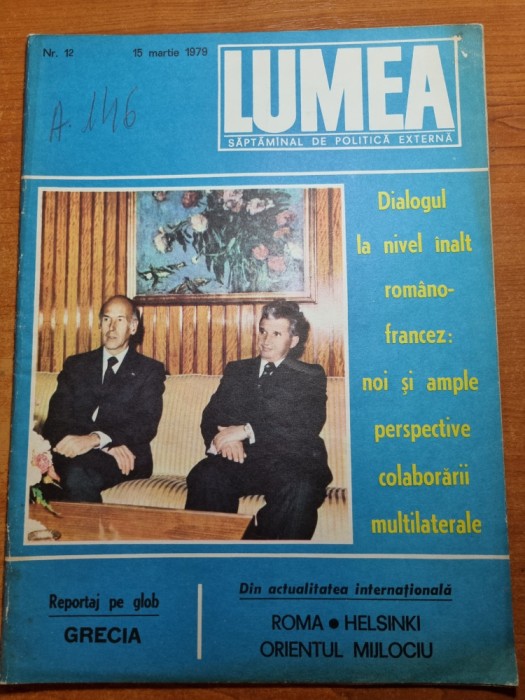 Nr. 12
15 martie 1979
A. 146
LUMEA
SĂPTĂMÎNAL DE POLITICĂ EXTERNĂ
Dialogul
la nivel înalt
româno-
francez:
noi și ample
perspective
colaborării
multilaterale
Reportaj pe glob
GRECIA
Din actualitatea internațională
ROMA • HELSINKI
ORIENTUL MIJLOCIU